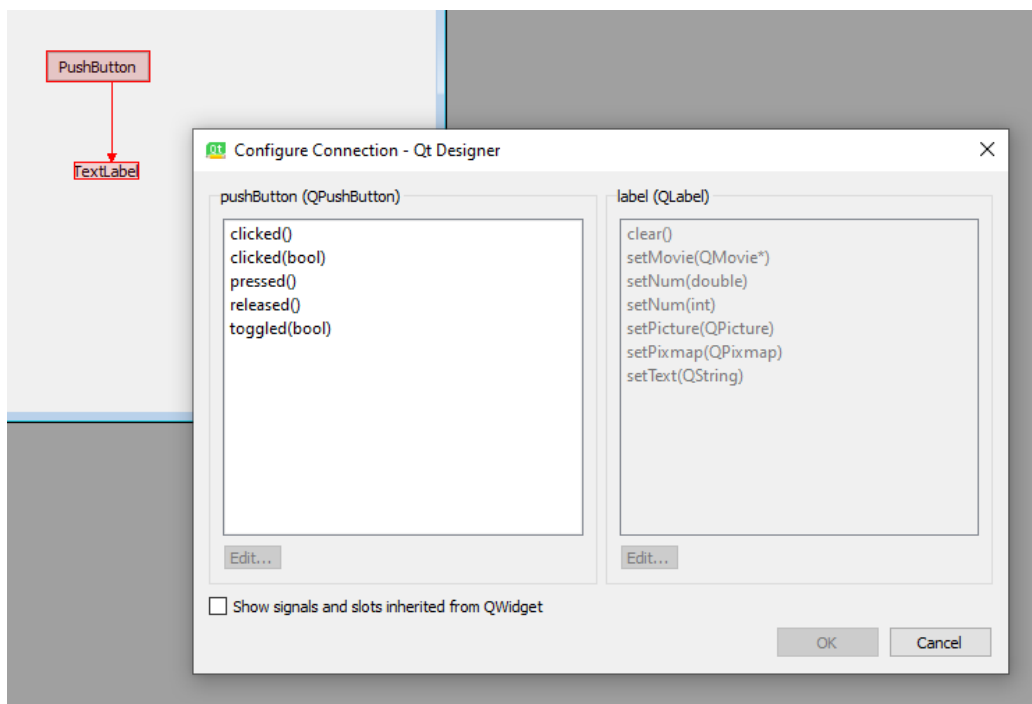 PushButton
TextLabel
Qt Configure Connection - Qt Designer
pushButton (QPushButton)
clicked()
clicked(bool)
pressed()
released()
toggled(bool)
Edit...
label (QLabel)
clear()
setMovie(QMovie*)
setNum(double)
setNum(int)
setPicture(QPicture)
setPixmap(QPixmap)
setText(QString)
Edit...
Show signals and slots inherited from QWidget
OK
Cancel